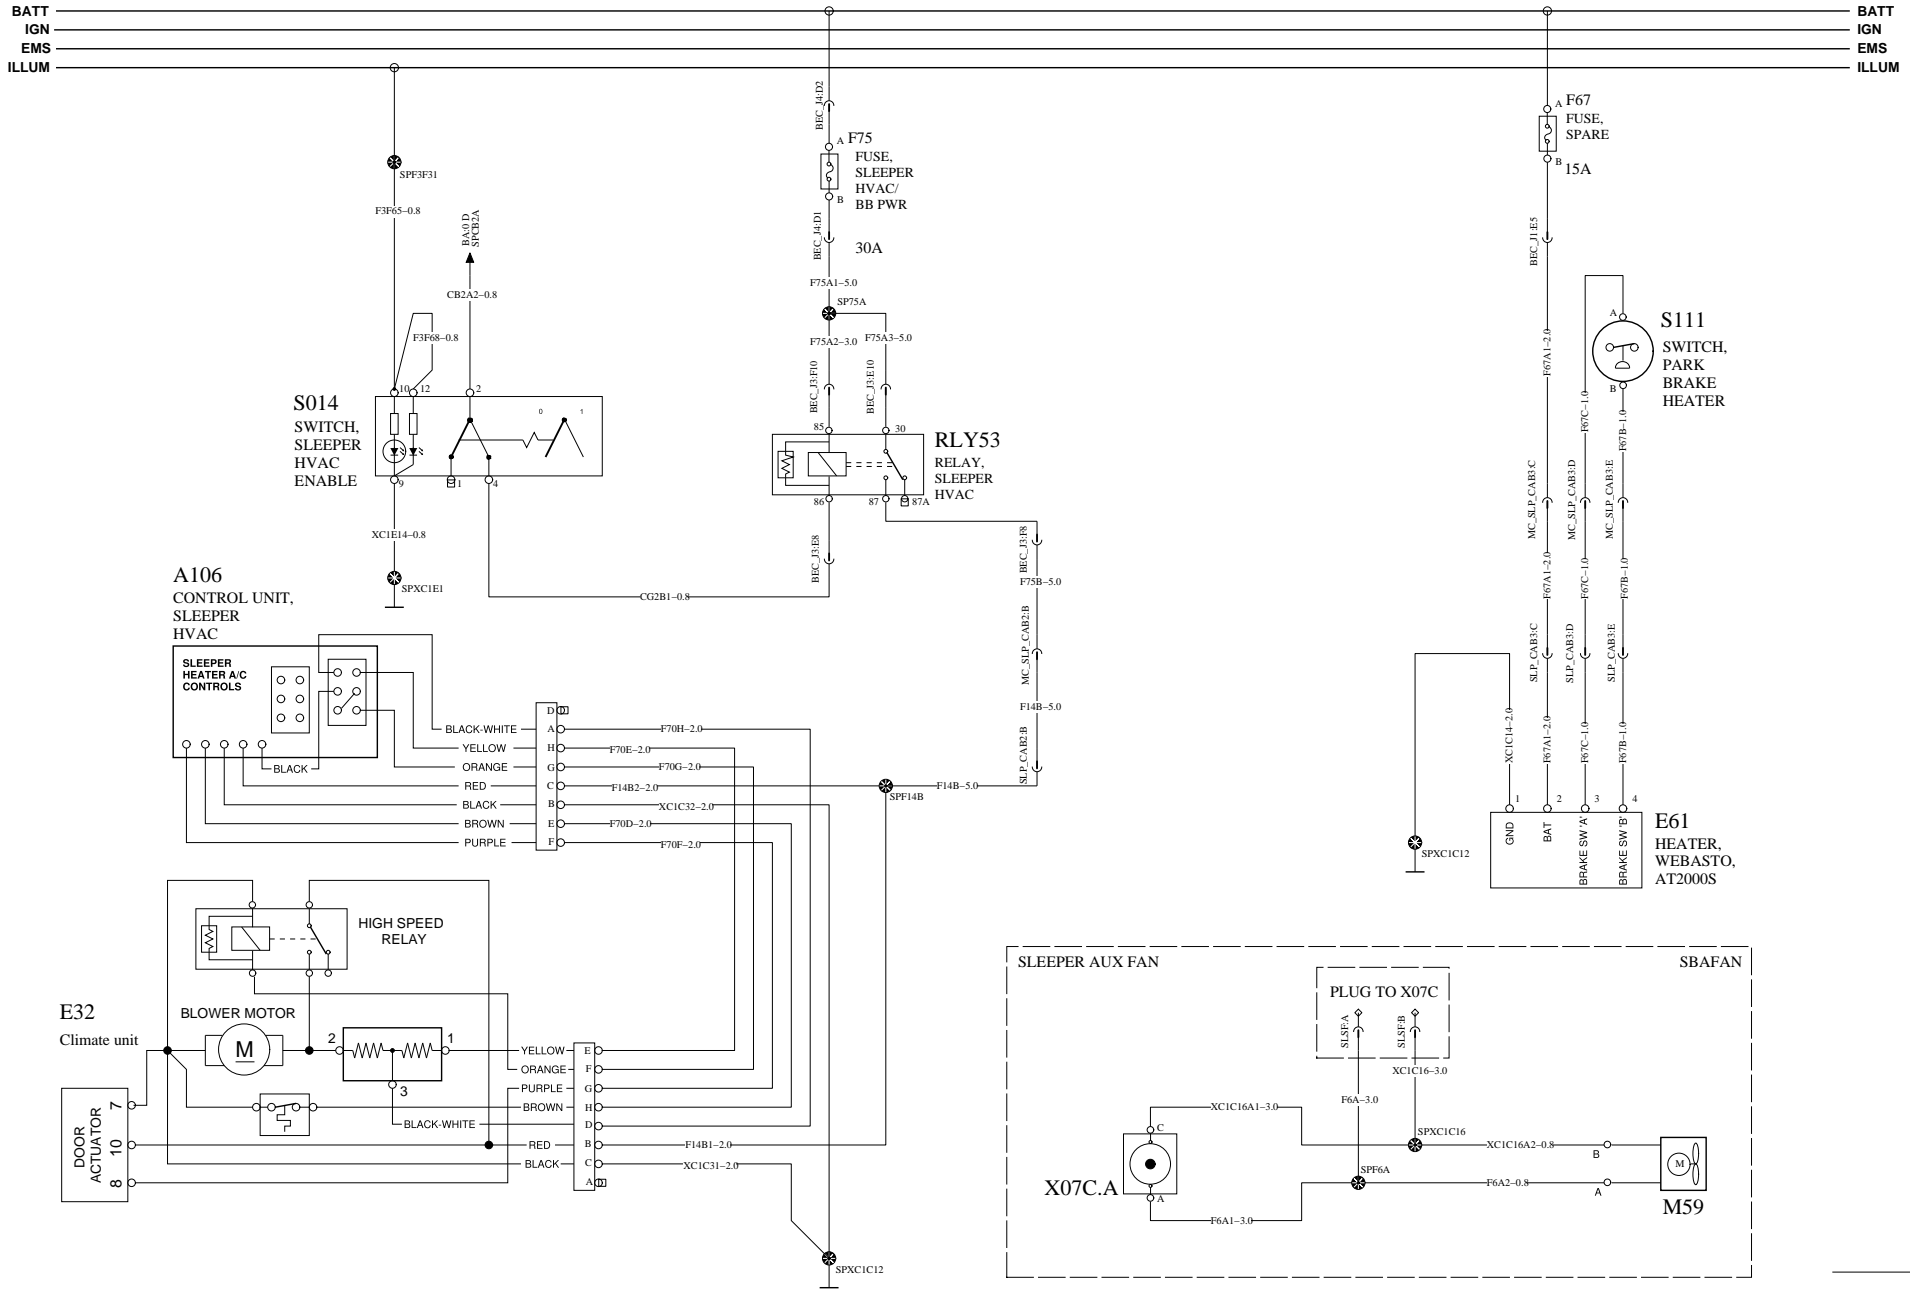 BATT
IGN
EMS
ILLUM
BATT
IGN
EMS
ILLUM
SPF3F31
F3F65–0.8
BA:0 D
SPCB2A
CB2A2–0.8
F3F68–0.8
10
12
2
S014
SWITCH,
SLEEPER
HVAC
ENABLE
0
1
9
1
4
XC1E14–0.8
SPXC1E1
CG2B1–0.8
BEC_J4:D2
A
F75
FUSE,
SLEEPER
HVAC/
BB PWR
B
30A
BEC_J4:D1
F75A1–5.0
SP75A
F75A2–3.0
F75A3–5.0
BEC_J3:F10
BEC_J3:E10
85
30
RLY53
RELAY,
SLEEPER
HVAC
86
87
87A
BEC_J3:E8
BEC_J3:F8
F75B–5.0
MC_SLP_CAB2:B
F14B–5.0
SLP_CAB2:B
F14B–5.0
SPF14B
A
F67
FUSE,
SPARE
B
15A
BEC_J1:E5
F67A1–2.0
A
S111
SWITCH,
PARK
BRAKE
HEATER
B
F67C–1.0
F67B–1.0
MC_SLP_CAB3:C
MC_SLP_CAB3:D
MC_SLP_CAB3:E
F67A1–2.0
F67C–1.0
F67B–1.0
SLP_CAB3:C
SLP_CAB3:D
SLP_CAB3:E
XC1C14–2.0
F67A1–2.0
F67C–1.0
F67B–1.0
1
2
3
4
GND
BAT
BRAKE SW 'A'
BRAKE SW 'B'
E61
HEATER,
WEBASTO,
AT2000S
SPXC1C12
A106
CONTROL UNIT,
SLEEPER
HVAC
SLEEPER
HEATER A/C
CONTROLS
BLACK
D
BLACK-WHITE
A
F70H–2.0
YELLOW
H
F70E–2.0
ORANGE
G
F70G–2.0
RED
C
F14B2–2.0
BLACK
B
XC1C32–2.0
BROWN
E
F70D–2.0
PURPLE
F
F70F–2.0
HIGH SPEED
RELAY
E32
Climate unit
BLOWER MOTOR
M
2
1
3
YELLOW
E
ORANGE
F
PURPLE
G
BROWN
H
BLACK-WHITE
D
RED
B
F14B1–2.0
BLACK
C
XC1C31–2.0
A
DOOR
ACTUATOR
7
10
8
SPXC1C12
SLEEPER AUX FAN
SBAFAN
PLUG TO X07C
SLSF:A
SLSF:B
XC1C16–3.0
F6A–3.0
XC1C16A1–3.0
C
SPXC1C16
XC1C16A2–0.8
B
X07C.A
A
SPF6A
F6A2–0.8
A
F6A1–3.0
M
M59